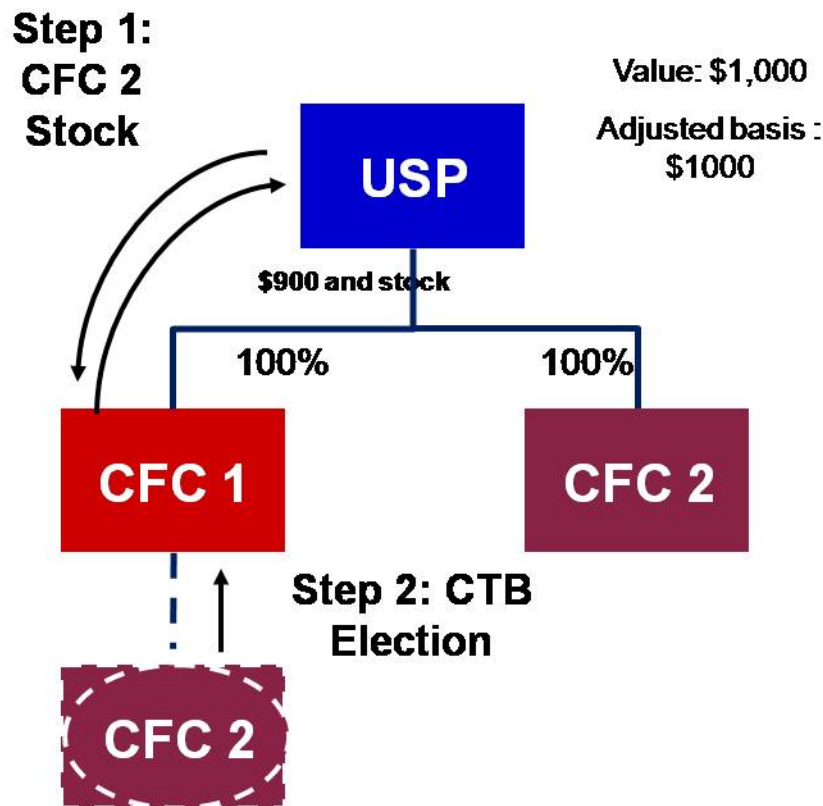 Step 1:
CFC 2
Stock
Value: $1,000
Adjusted basis :
$1000
USP
$900 and stock
100%
100%
CFC 1
CFC 2
Step 2: CTB
Election
CFC 2